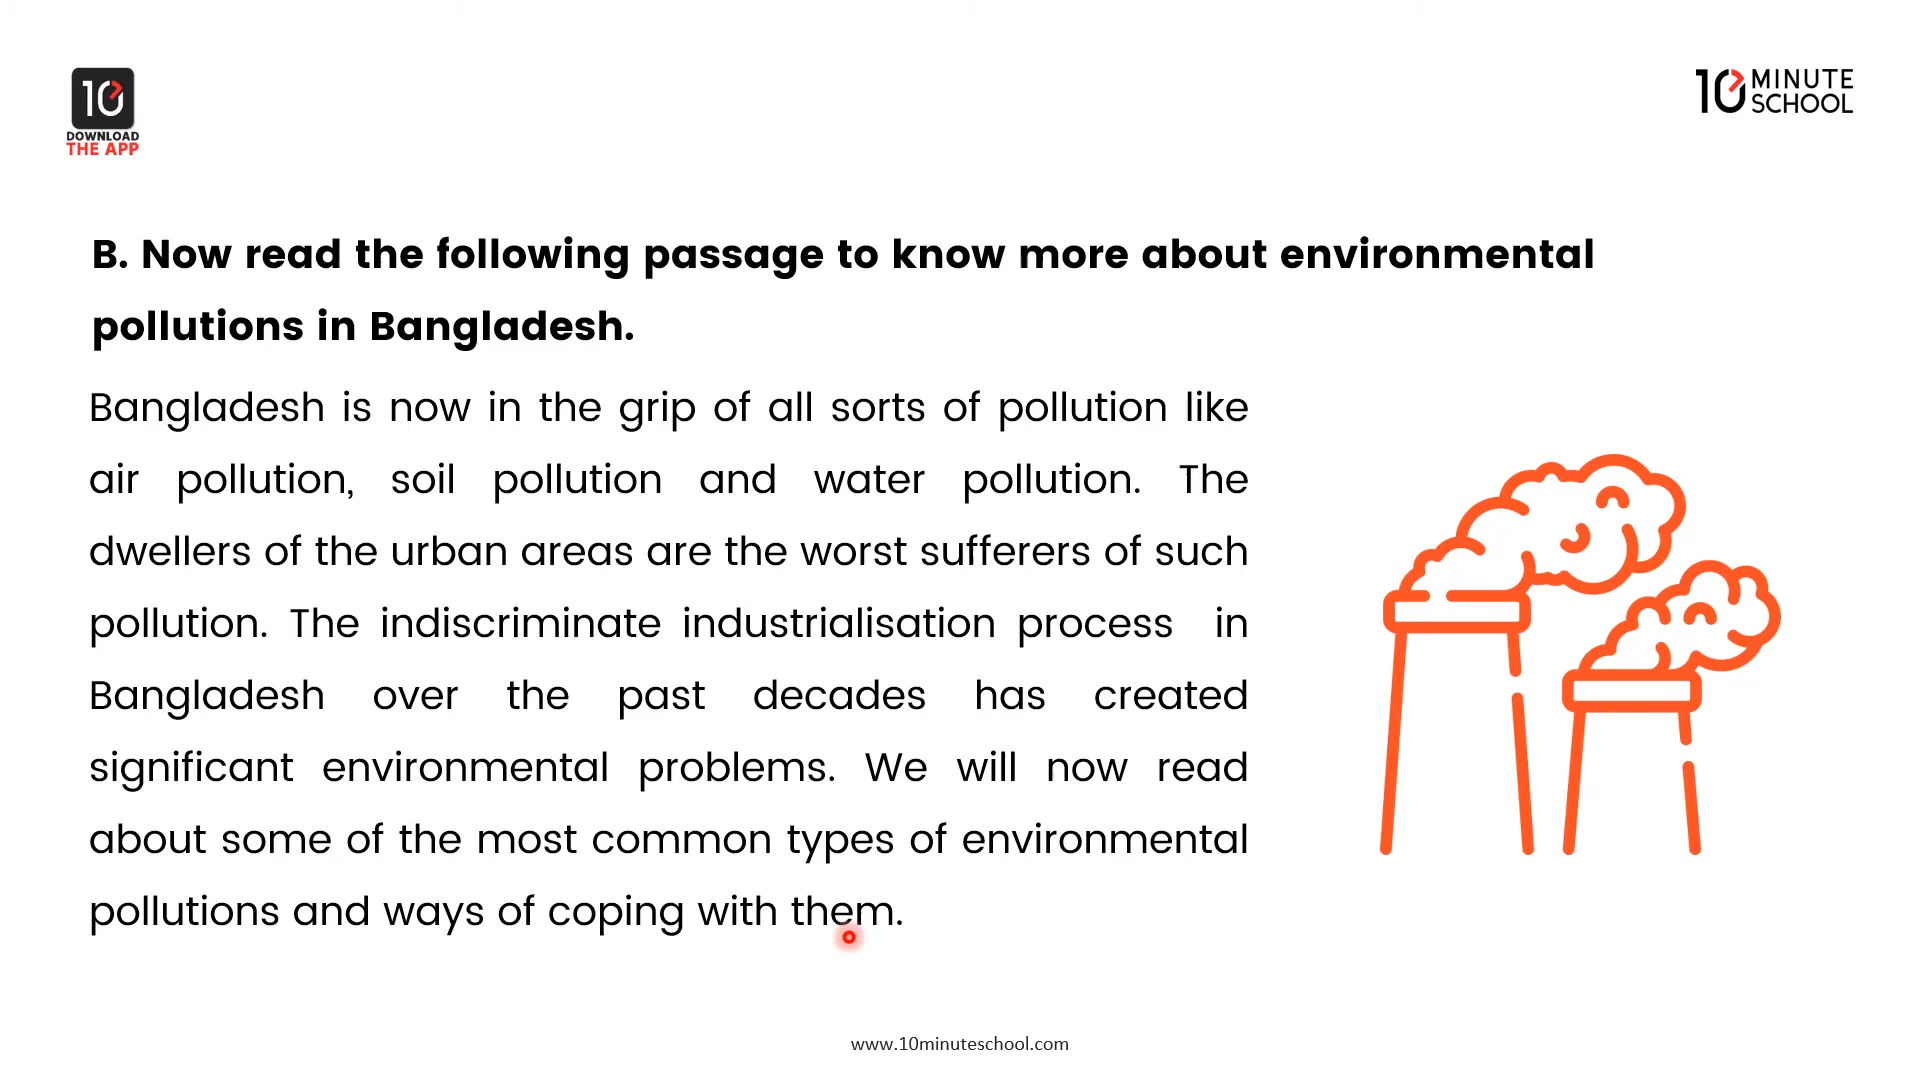 10
DOWNLOAD
THE APP
10 MINUTE
SCHOOL
B. Now read the following passage to know more about environmental
pollutions in Bangladesh.
Bangladesh is now in the grip of all sorts of pollution like
air pollution, soil pollution and water pollution. The
dwellers of the urban areas are the worst sufferers of such
pollution. The indiscriminate industrialisation process in
Bangladesh over the past decades has created
significant environmental problems. We will now read
about some of the most common types of environmental
pollutions and ways of coping with them.
www.10minuteschool.com